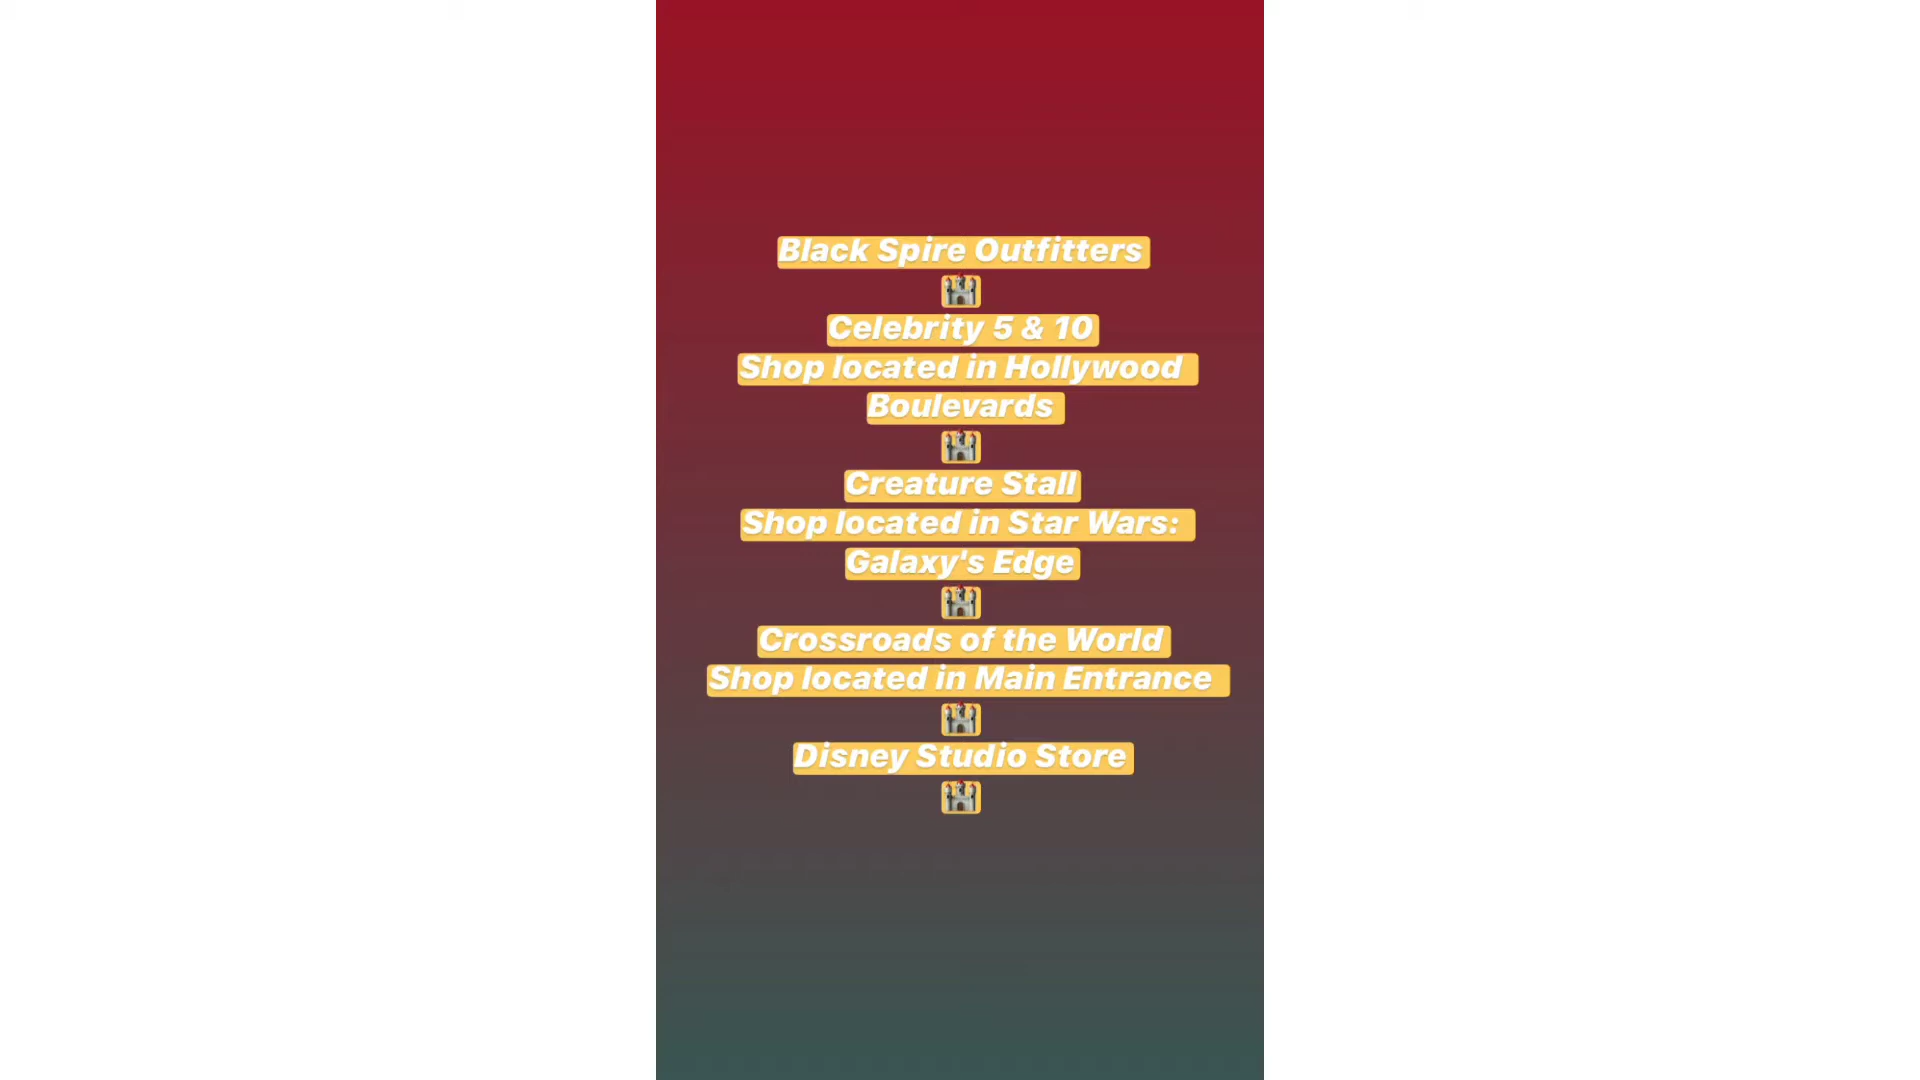 Black Spire Outfitters
🏰
Celebrity 5 & 10
Shop located in Hollywood
Boulevards
🏰
Creature Stall
Shop located in Star Wars:
Galaxy's Edge
🏰
Crossroads of the World
Shop located in Main Entrance
🏰
Disney Studio Store
🏰